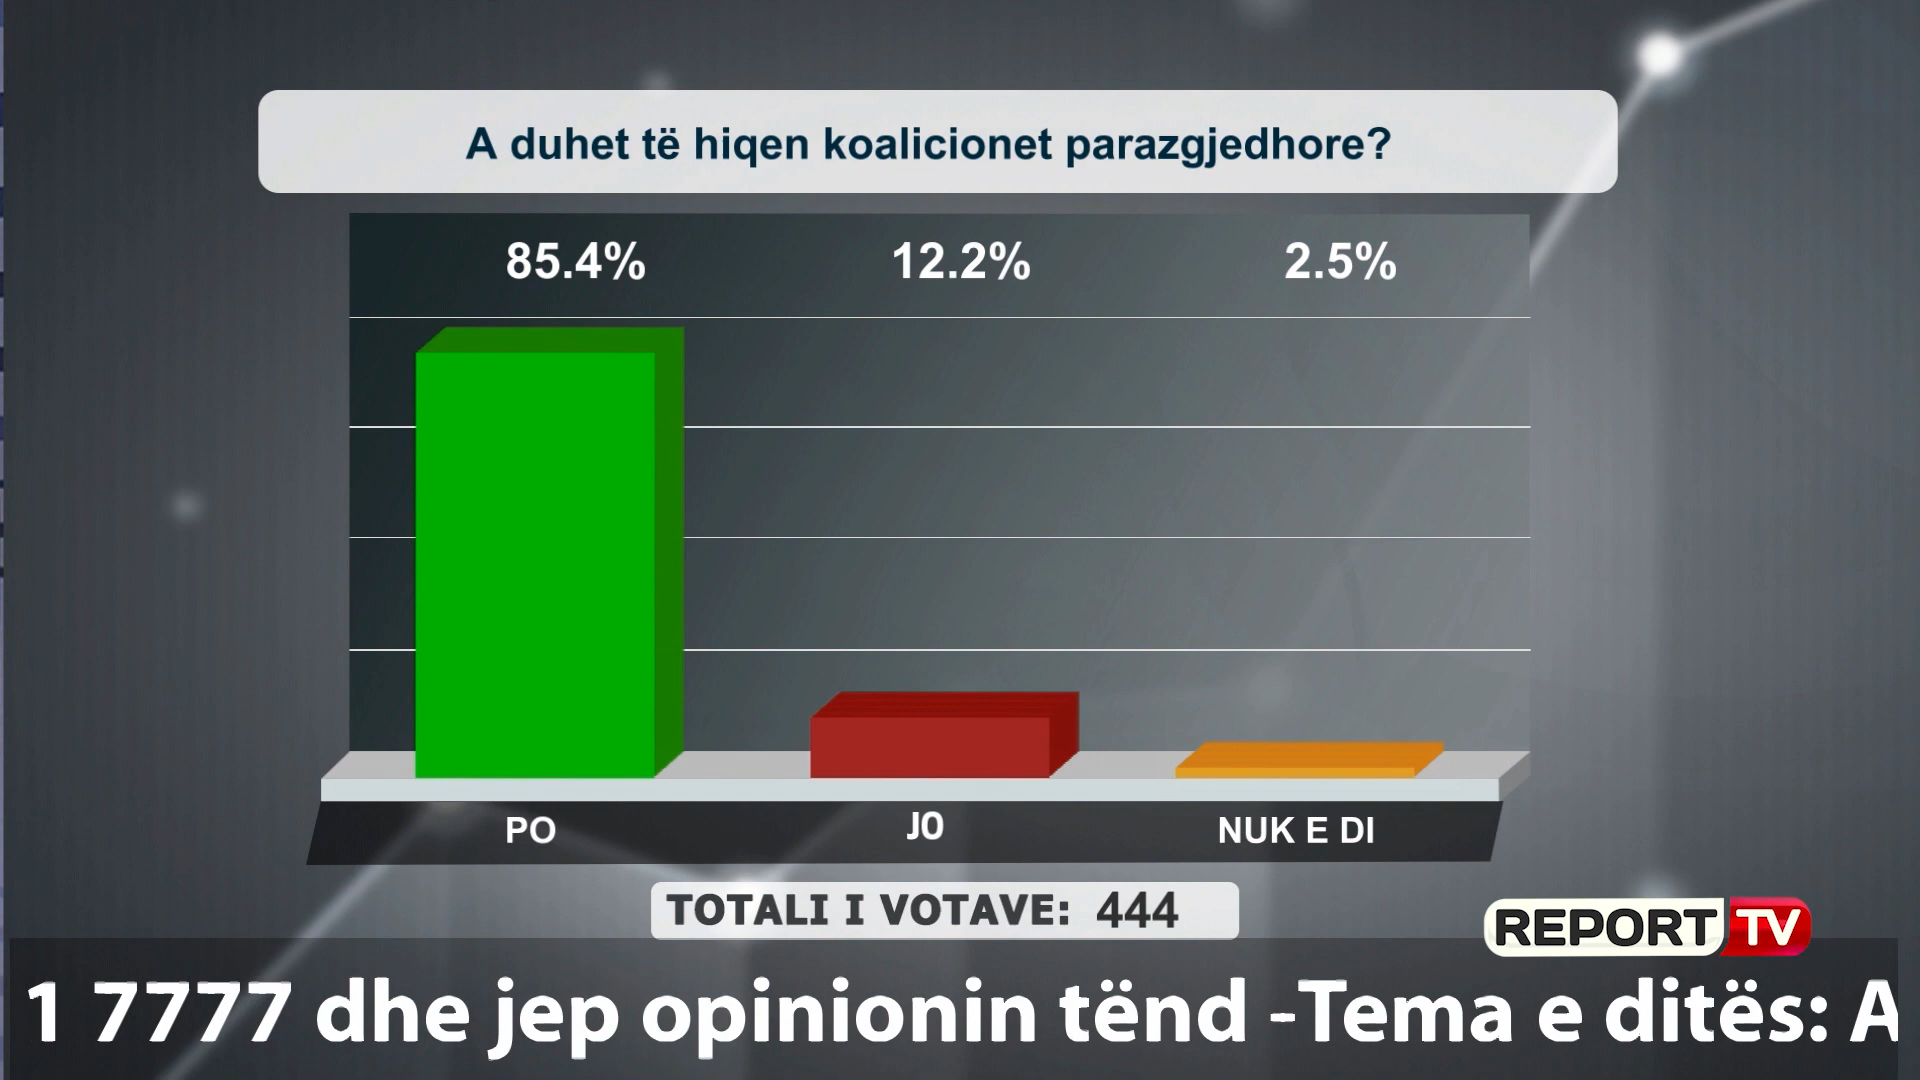 A duhet të hiqen koalicionet parazgjedhore?
85.4% 12.2% 2.5%
PO JO NUK E DI
TOTALI I VOTAVE: 444
REPORT TV
1 7777 dhe jep opinionin tënd -Tema e ditës: A